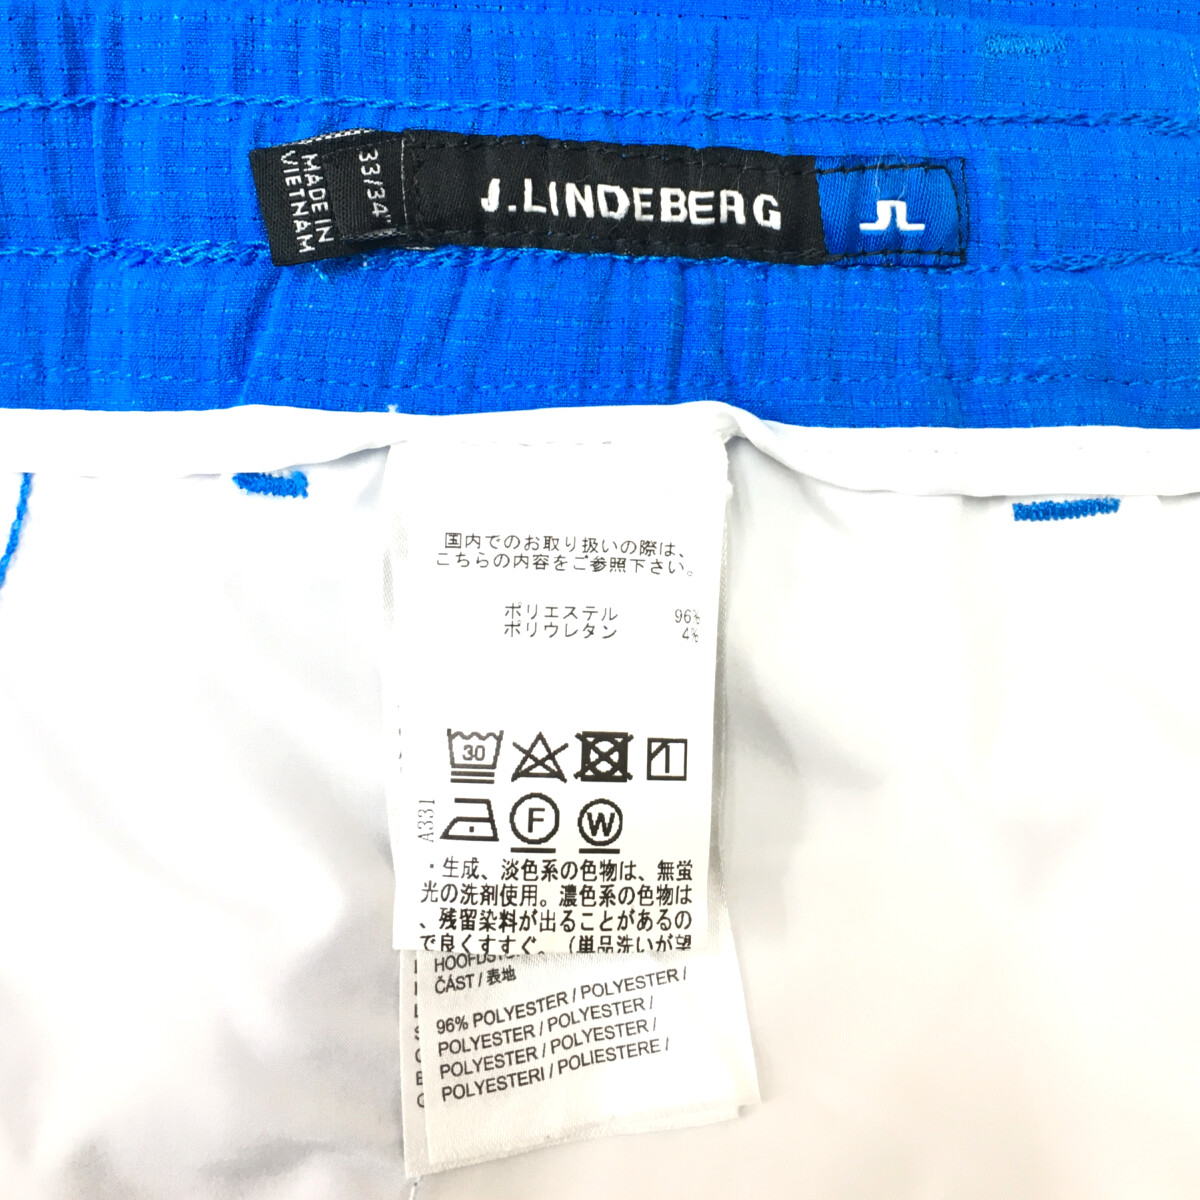 MADE IN
VIETNAM
33/34"
J.LINDEBERG
国内でのお取り扱いの際は、
こちらの内容をご参照下さい。
ポリエステル 96%
ポリウレタン 4%
30
A331
F
W
・生成、淡色系の色物は、無蛍
光の洗剤使用。濃色系の色物は
、残留染料が出ることがあるの
で良くすすぐ。（単品洗いが望
ČÁST / 表地
96% POLYESTER / POLYESTER /
POLYESTER / POLYESTER /
POLYESTER / POLYESTER /
POLYESTERI / POLIESTERE /